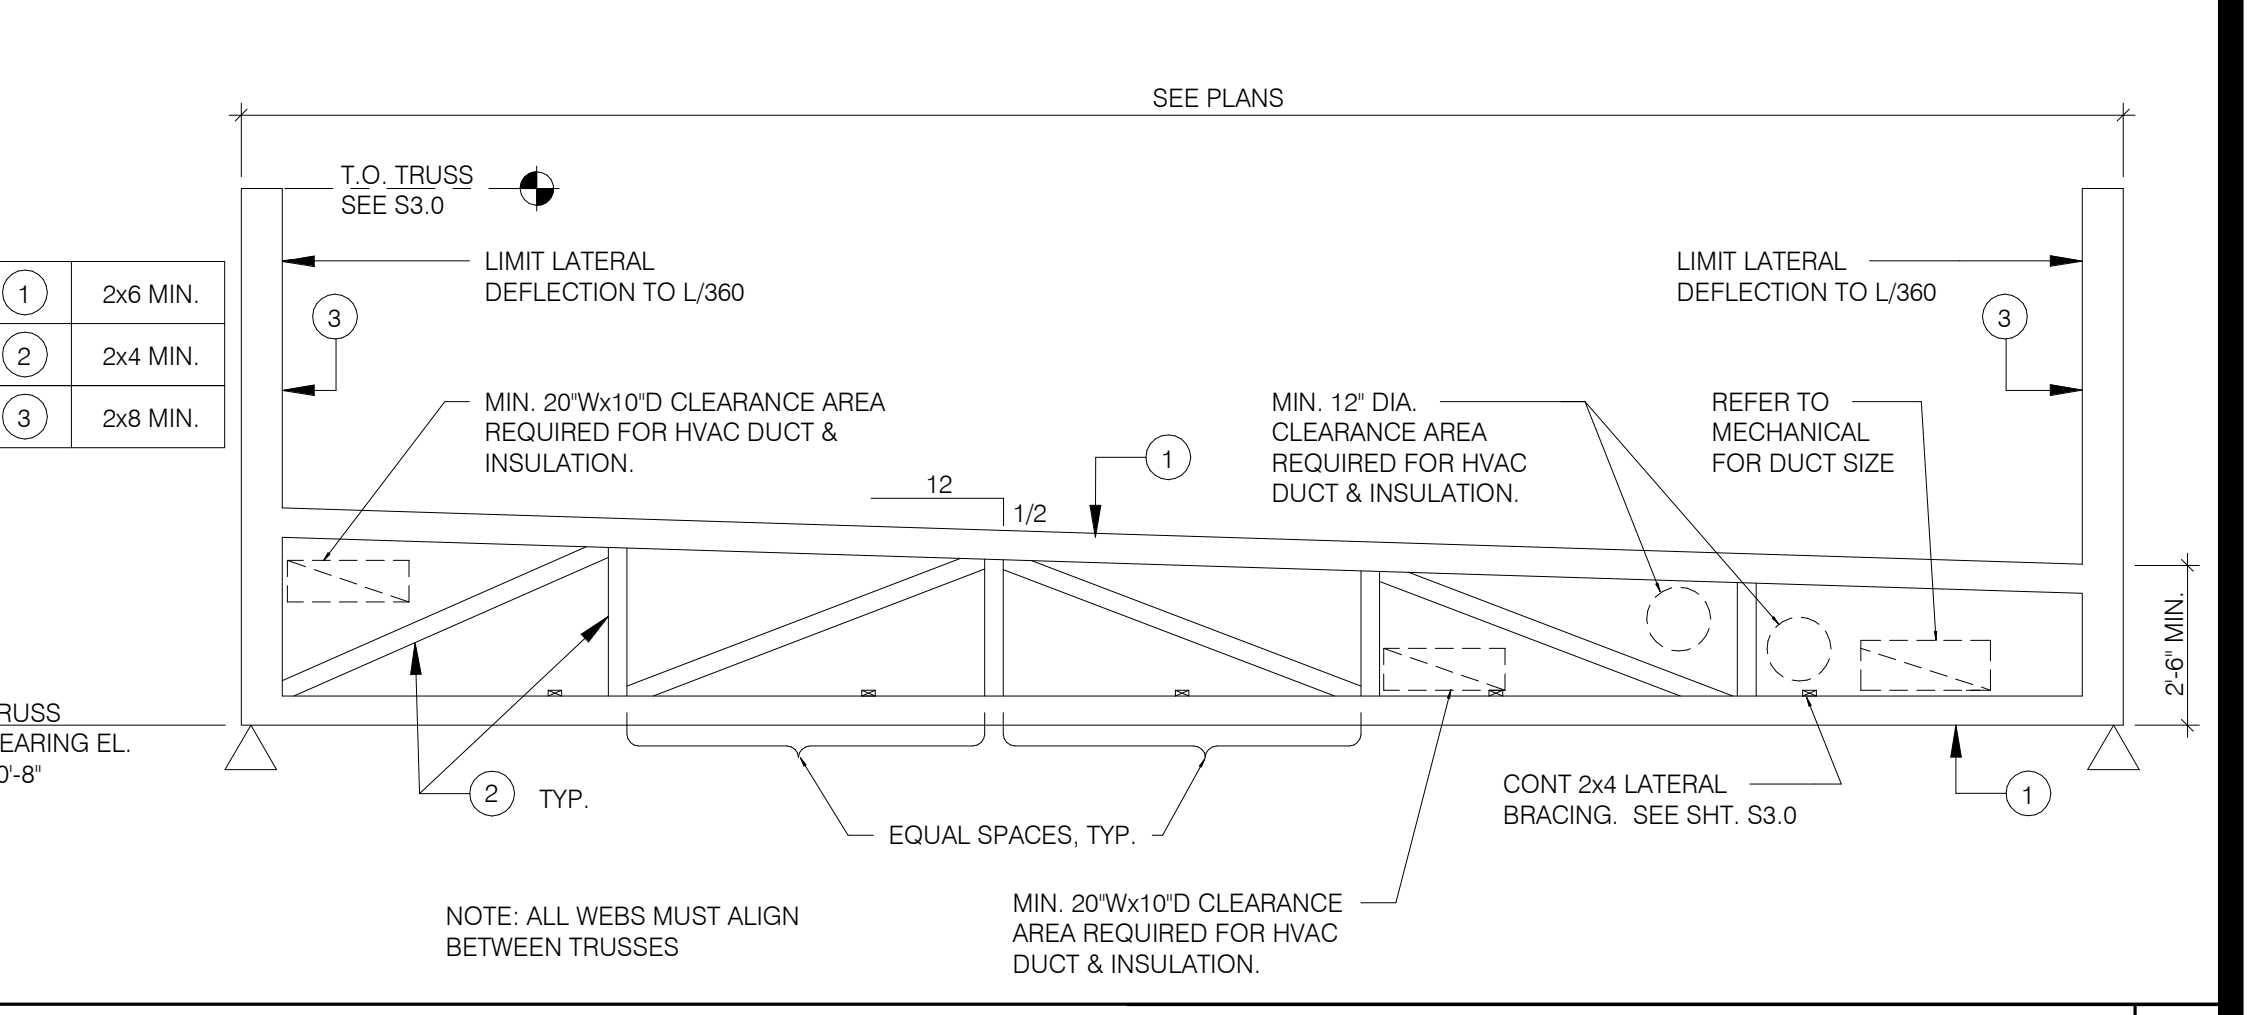 SEE PLANS
T.O. TRUSS
SEE S3.0
LIMIT LATERAL
DEFLECTION TO L/360
LIMIT LATERAL
DEFLECTION TO L/360
1 2x6 MIN.
2 2x4 MIN.
3 2x8 MIN.
3
3
MIN. 20"Wx10"D CLEARANCE AREA
REQUIRED FOR HVAC DUCT &
INSULATION.
MIN. 12" DIA.
CLEARANCE AREA
REQUIRED FOR HVAC
DUCT & INSULATION.
REFER TO
MECHANICAL
FOR DUCT SIZE
1
12
1/2
2'-6" MIN.
RUSS
EARING EL.
0'-8"
2 TYP.
EQUAL SPACES, TYP.
CONT 2x4 LATERAL
BRACING. SEE SHT. S3.0
1
NOTE: ALL WEBS MUST ALIGN
BETWEEN TRUSSES
MIN. 20"Wx10"D CLEARANCE
AREA REQUIRED FOR HVAC
DUCT & INSULATION.